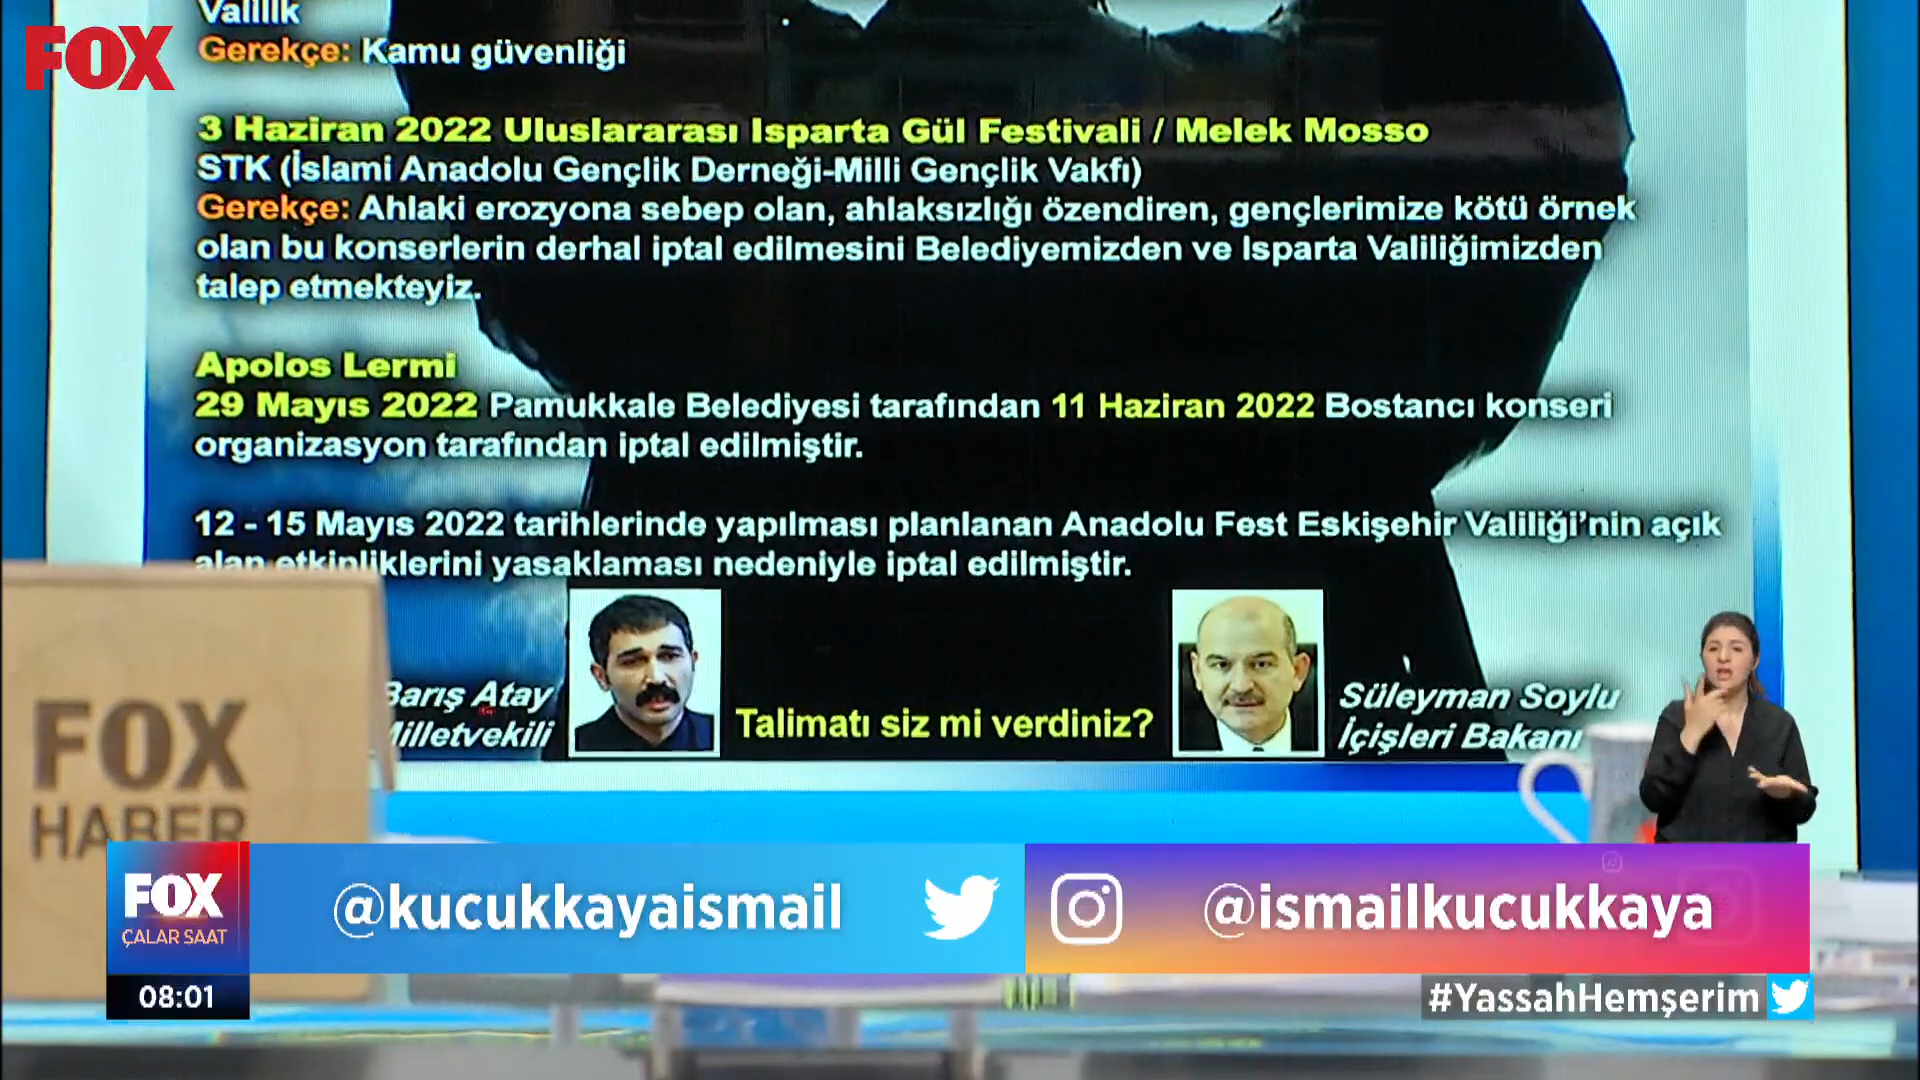 FOX
Valilik
Gerekçe: Kamu güvenliği
3 Haziran 2022 Uluslararası Isparta Gül Festivali / Melek Mosso
STK (İslami Anadolu Gençlik Derneği-Milli Gençlik Vakfı)
Gerekçe: Ahlaki erozyona sebep olan, ahlaksızlığı özendiren, gençlerimize kötü örnek
olan bu konserlerin derhal iptal edilmesini Belediyemizden ve Isparta Valiliğimizden
talep etmekteyiz.
Apolos Lermi
29 Mayıs 2022 Pamukkale Belediyesi tarafından 11 Haziran 2022 Bostancı konseri
organizasyon tarafından iptal edilmiştir.
12 - 15 Mayıs 2022 tarihlerinde yapılması planlanan Anadolu Fest Eskişehir Valiliği'nin açık
alan etkinliklerini yasaklaması nedeniyle iptal edilmiştir.
Barış Atay
Milletvekili
Talimatı siz mi verdiniz?
Süleyman Soylu
İçişleri Bakanı
FOX
HABER
FOX
ÇALAR SAAT
@kucukkayaismail
@ismailkucukkaya
08:01
#YassahHemşerim